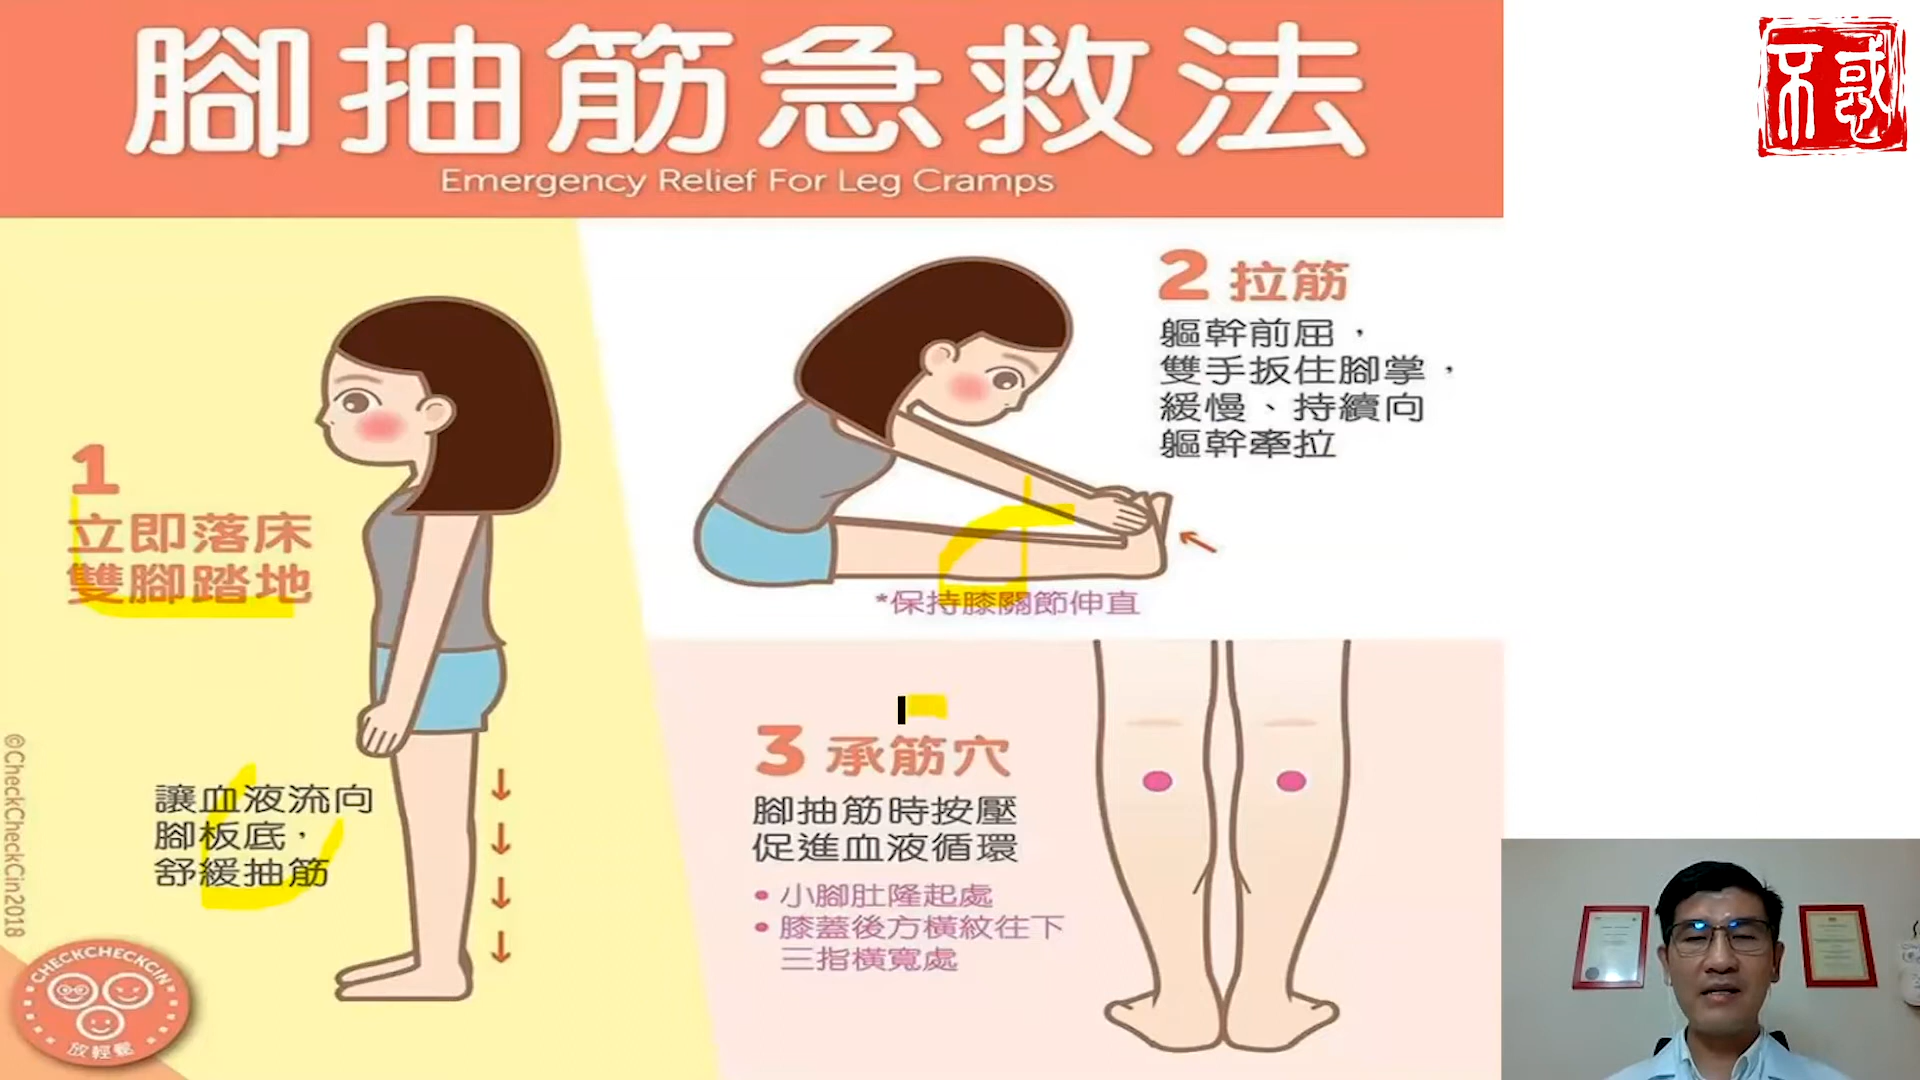 腳抽筋急救法
Emergency Relief For Leg Cramps
不惑
1
立即落床
雙腳踏地
讓血液流向
腳板底，
舒緩抽筋
2 拉筋
軀幹前屈，
雙手扳住腳掌，
緩慢、持續向
軀幹牽拉
*保持膝關節伸直
3 承筋穴
腳抽筋時按壓
促進血液循環
• 小腳肚隆起處
• 膝蓋後方橫紋往下
三指橫寬處
©CheckCheckCin2018
CHECKCHECKCIN
放輕鬆